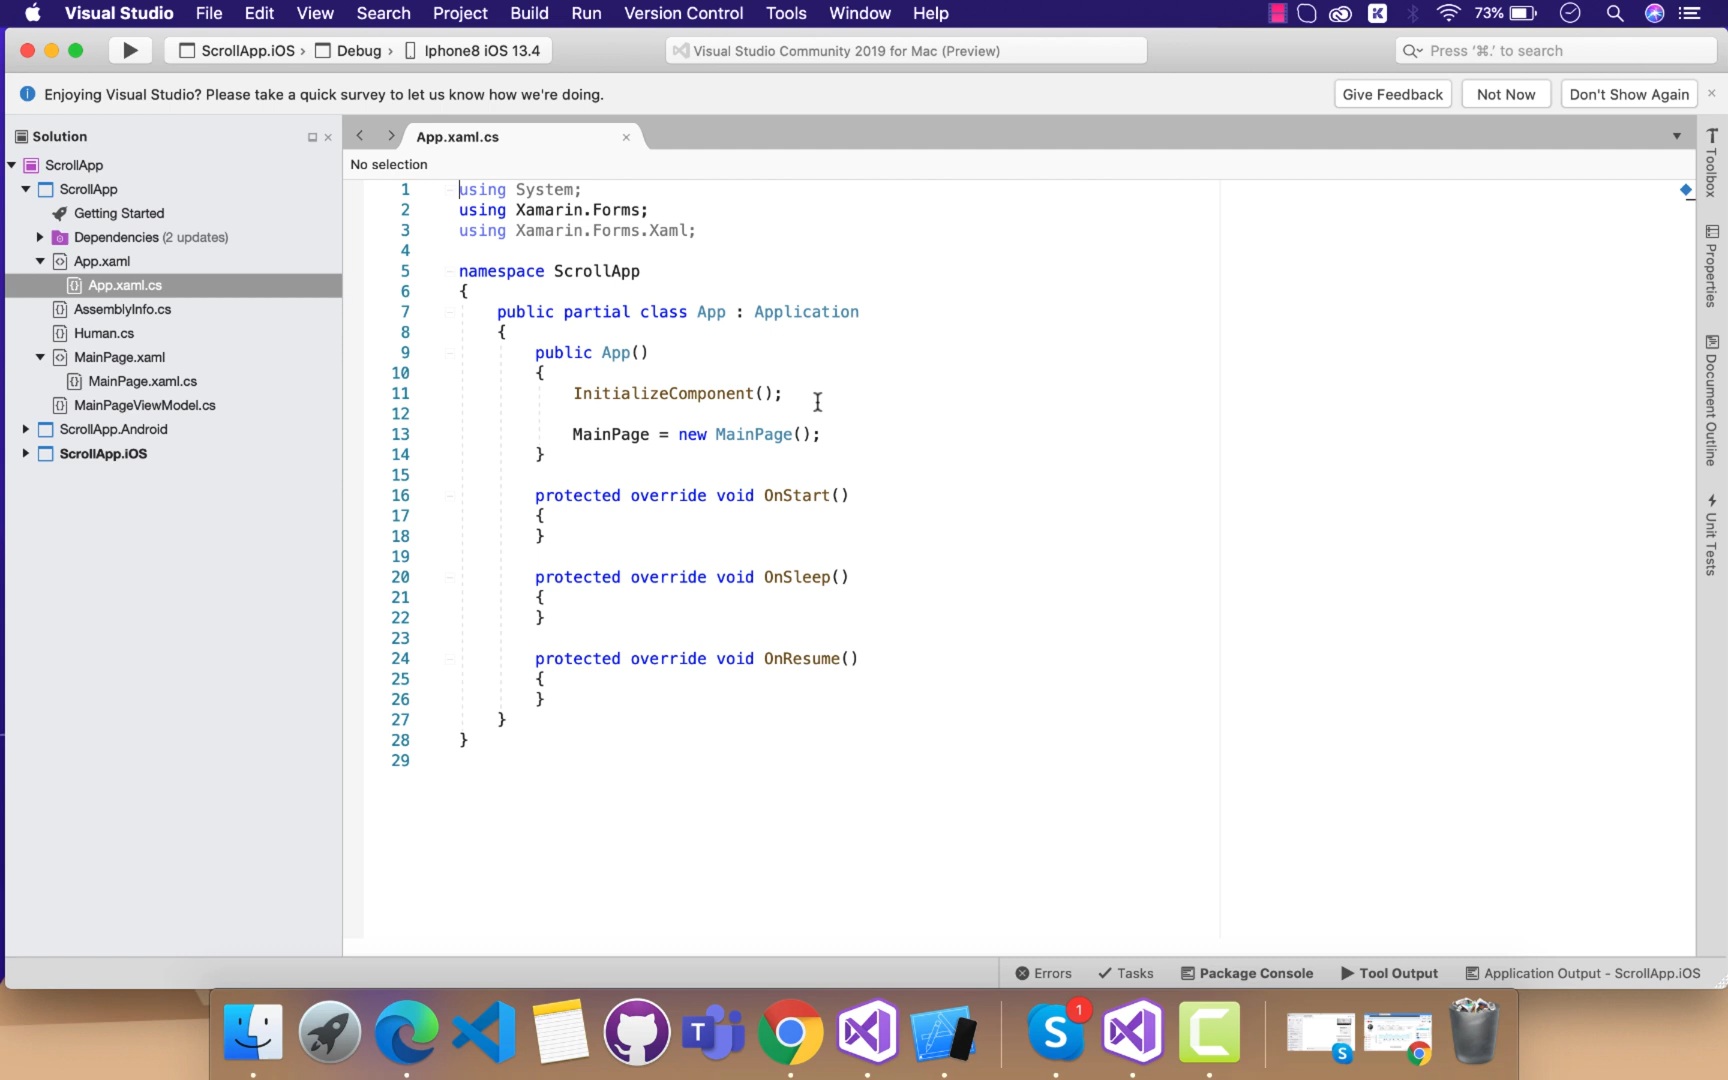 Visual Studio File Edit View Search Project Build Run Version Control Tools Window Help K 73%
ScrollApp.iOS › Debug › Iphone8 iOS 13.4 Visual Studio Community 2019 for Mac (Preview) Press '⌘.' to search
Enjoying Visual Studio? Please take a quick survey to let us know how we're doing. Give Feedback Not Now Don't Show Again
Solution
ScrollApp
ScrollApp
Getting Started
Dependencies (2 updates)
App.xaml
App.xaml.cs
AssemblyInfo.cs
Human.cs
MainPage.xaml
MainPage.xaml.cs
MainPageViewModel.cs
ScrollApp.Android
ScrollApp.iOS
App.xaml.cs
No selection
1 using System;
2 using Xamarin.Forms;
3 using Xamarin.Forms.Xaml;
4
5 namespace ScrollApp
6 {
7 public partial class App : Application
8 {
9 public App()
10 {
11 InitializeComponent();
12
13 MainPage = new MainPage();
14 }
15
16 protected override void OnStart()
17 {
18 }
19
20 protected override void OnSleep()
21 {
22 }
23
24 protected override void OnResume()
25 {
26 }
27 }
28 }
29
Toolbox
Properties
Document Outline
Unit Tests
Errors Tasks Package Console Tool Output Application Output - ScrollApp.iOS
T S 1 C S